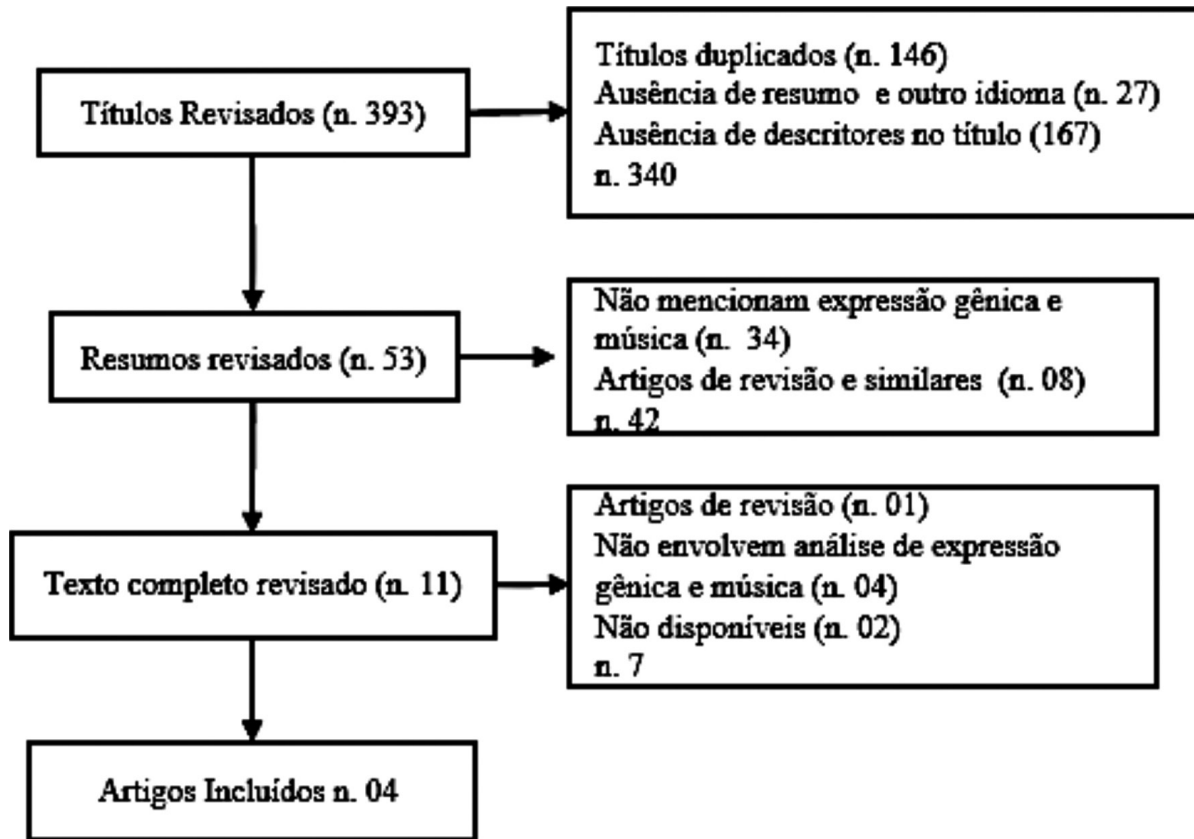 Títulos Revisados (n. 393)
Títulos duplicados (n. 146)
Ausência de resumo e outro idioma (n. 27)
Ausência de descritores no título (167)
n. 340
Resumos revisados (n. 53)
Não mencionam expressão gênica e
música (n. 34)
Artigos de revisão e similares (n. 08)
n. 42
Texto completo revisado (n. 11)
Artigos de revisão (n. 01)
Não envolvem análise de expressão
gênica e música (n. 04)
Não disponíveis (n. 02)
n. 7
Artigos Incluídos n. 04